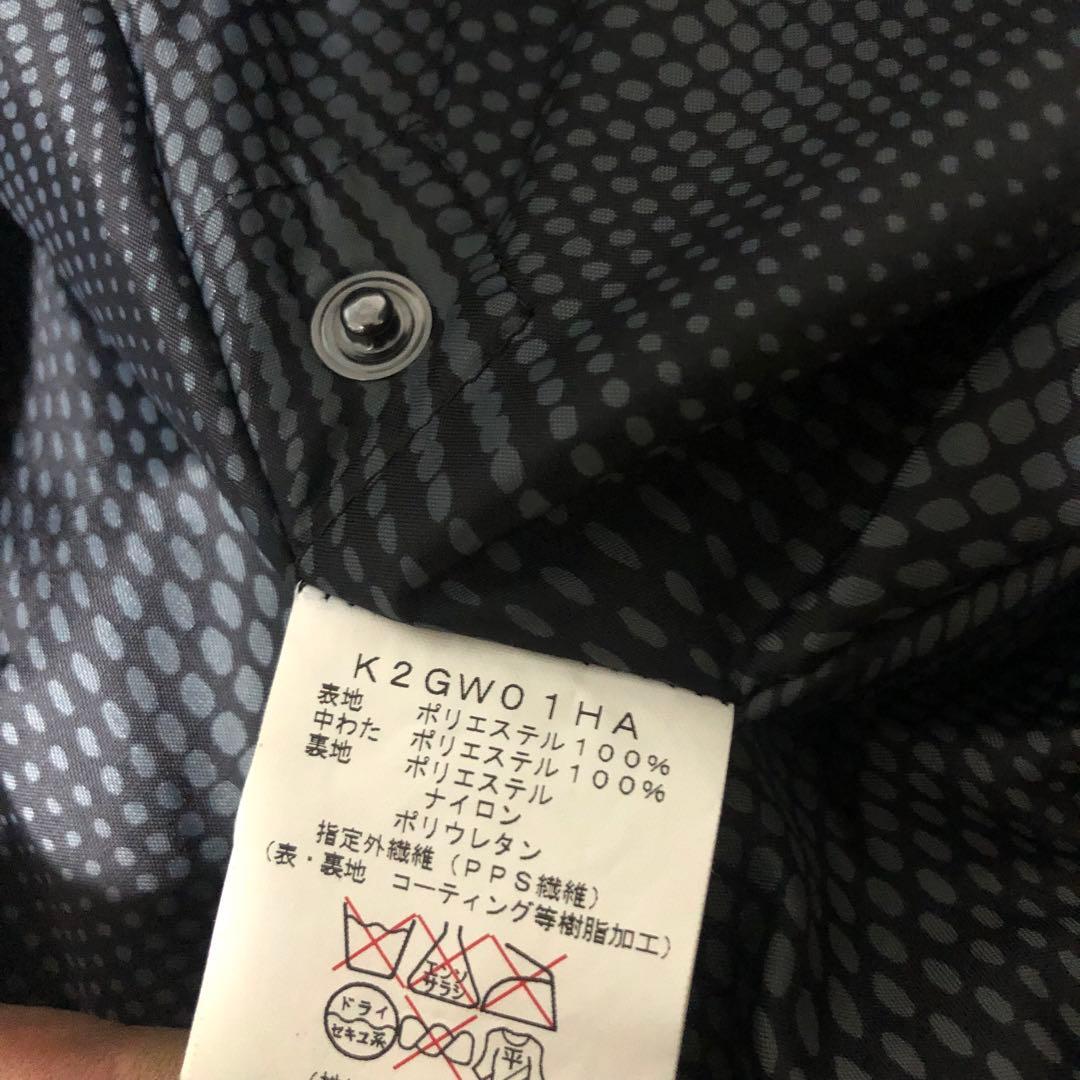 K2GW01HA
表地 ポリエステル100%
中わた ポリエステル100%
裏地 ポリエステル
ナイロン
ポリウレタン
指定外繊維(PPS繊維)
(表・裏地 コーティング等樹脂加工)
エンソ
サラシ
ドライ
セキユ系
平